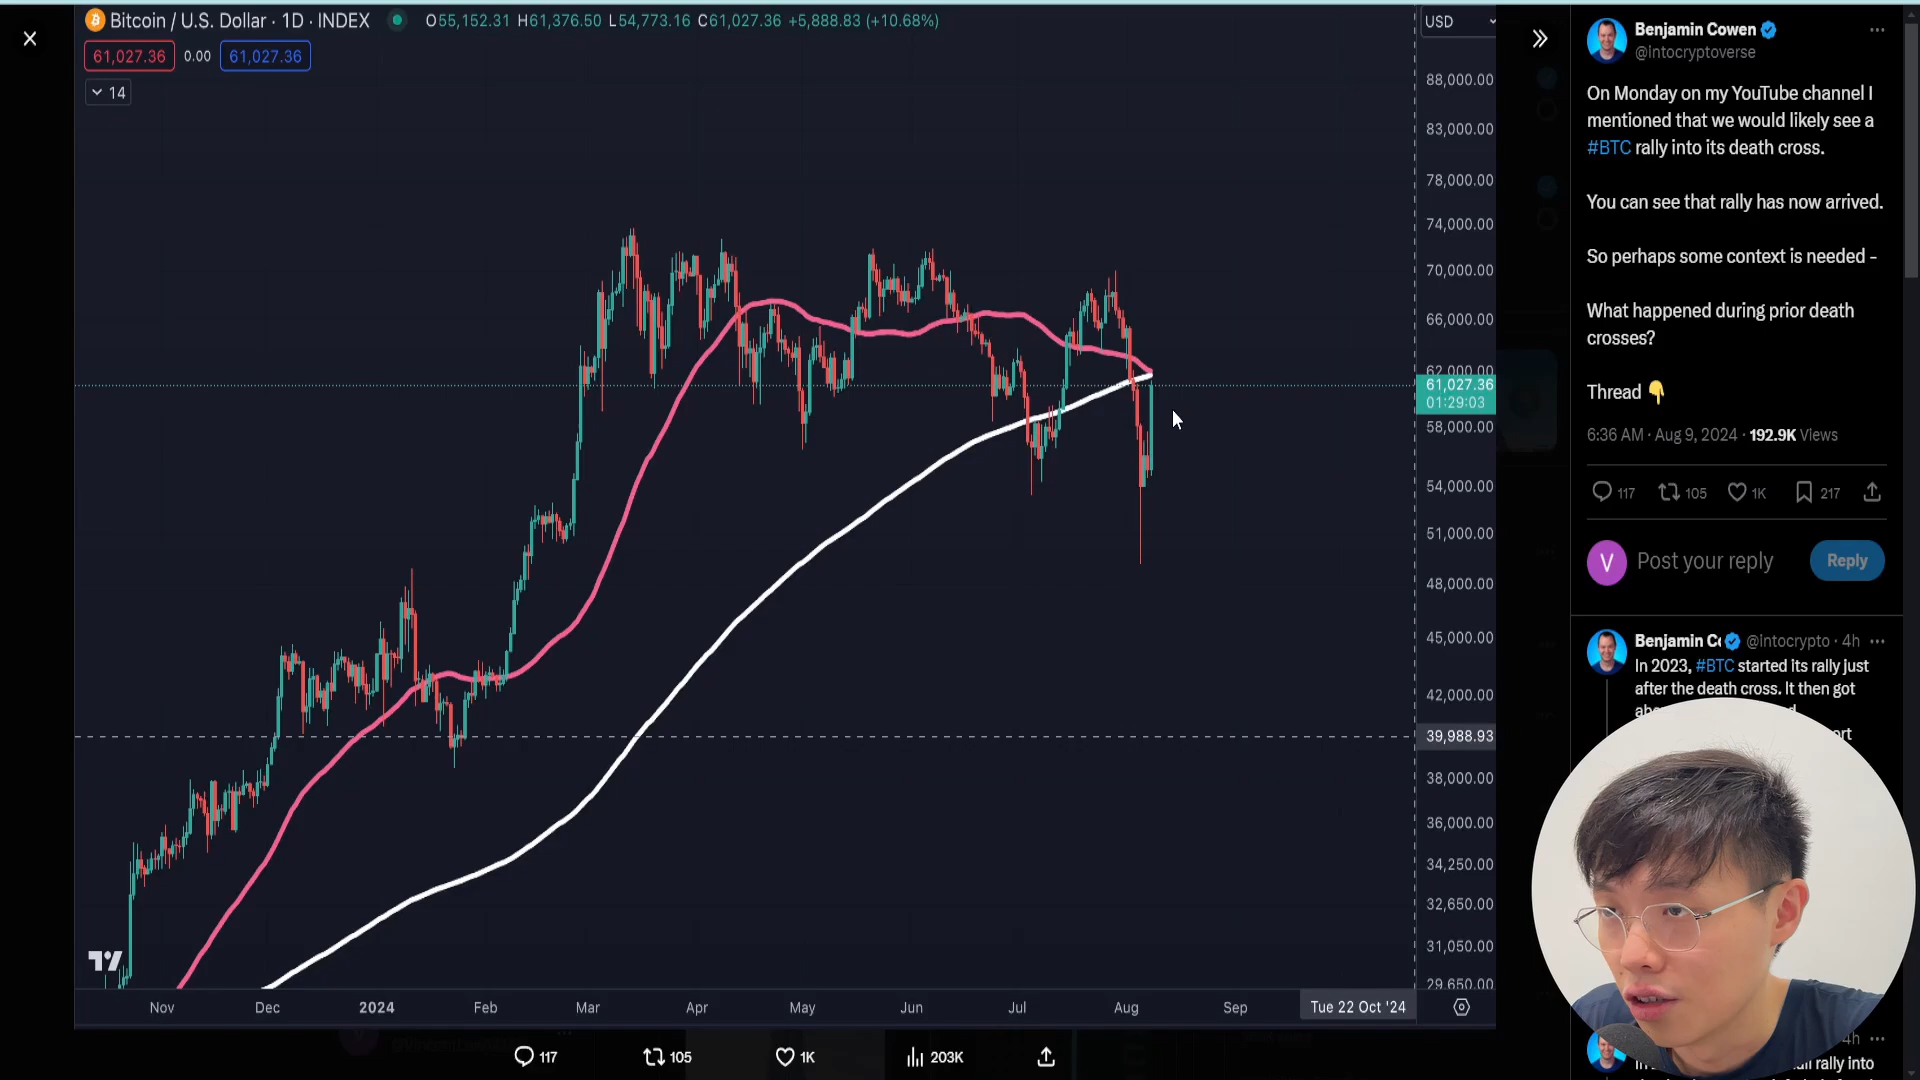 Bitcoin / U.S. Dollar · 1D · INDEX
O55,152.31 H61,376.50 L54,773.16 C61,027.36 +5,888.83 (+10.68%)
61,027.36 0.00 61,027.36
14
USD
88,000.00
83,000.00
78,000.00
74,000.00
70,000.00
66,000.00
62,000.00
61,027.36
01:29:03
58,000.00
54,000.00
51,000.00
48,000.00
45,000.00
42,000.00
39,988.93
38,000.00
36,000.00
34,250.00
32,650.00
31,050.00
29,650.00
Nov Dec 2024 Feb Mar Apr May Jun Jul Aug Sep Tue 22 Oct '24
117 105 1K 203K
Benjamin Cowen
@intocryptoverse
On Monday on my YouTube channel I
mentioned that we would likely see a
#BTC rally into its death cross.
You can see that rally has now arrived.
So perhaps some context is needed -
What happened during prior death
crosses?
Thread 👇
6:36 AM · Aug 9, 2024 · 192.9K Views
117 105 1K 217
V Post your reply Reply
Benjamin Co @intocrypto · 4h
In 2023, #BTC started its rally just
after the death cross. It then got
4h
rally into